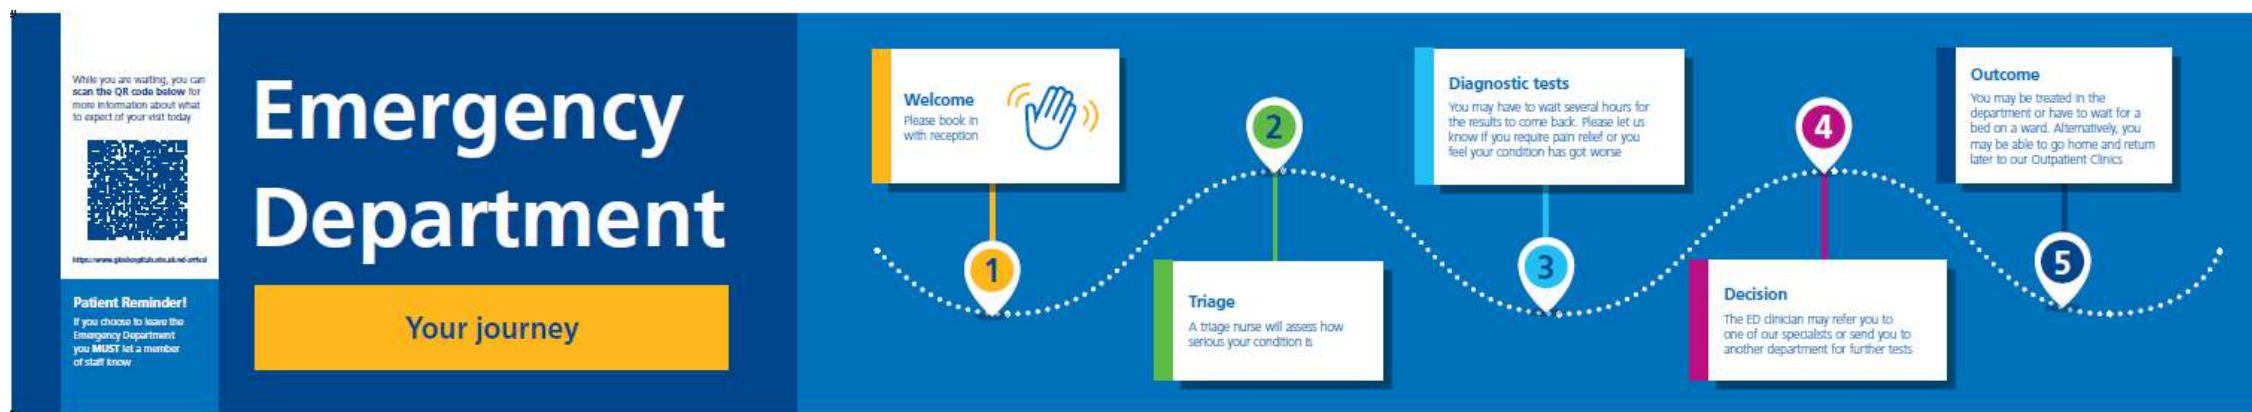 While you are waiting, you can
scan the QR code below for
more information about what
to expect of your visit today
Patient Reminder!
If you choose to leave the
Emergency Department
you MUST let a member
of staff know
Emergency
Department
Your journey
Welcome
Please book in
with reception
1
2
Triage
A triage nurse will assess how
serious your condition is
Diagnostic tests
You may have to wait several hours for
the results to come back. Please let us
know if you require pain relief or you
feel your condition has got worse
3
4
Decision
The ED clinician may refer you to
one of our specialists or send you to
another department for further tests
Outcome
You may be treated in the
department or have to wait for a
bed on a ward. Alternatively, you
may be able to go home and return
later to our Outpatient Clinics
5